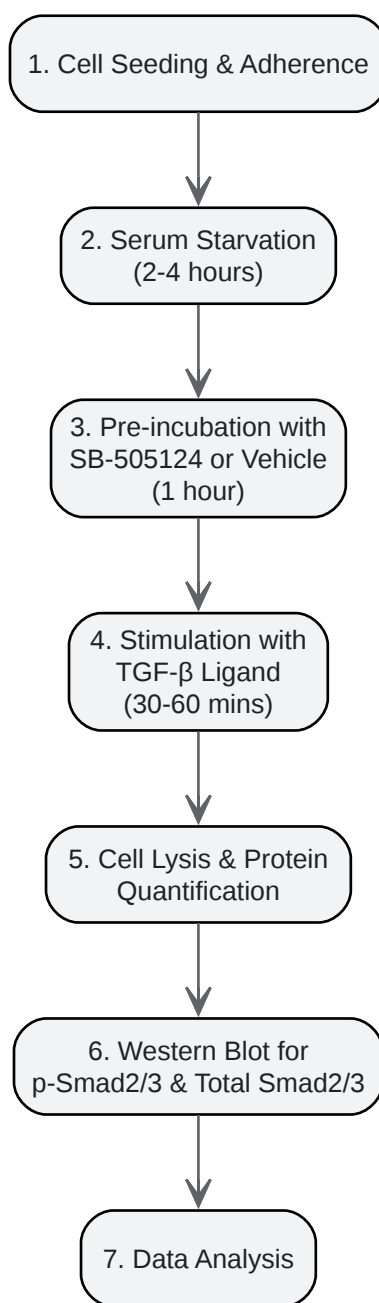 1. Cell Seeding & Adherence
2. Serum Starvation
(2-4 hours)
3. Pre-incubation with
SB-505124 or Vehicle
(1 hour)
4. Stimulation with
TGF-β Ligand
(30-60 mins)
5. Cell Lysis & Protein
Quantification
6. Western Blot for
p-Smad2/3 & Total Smad2/3
7. Data Analysis